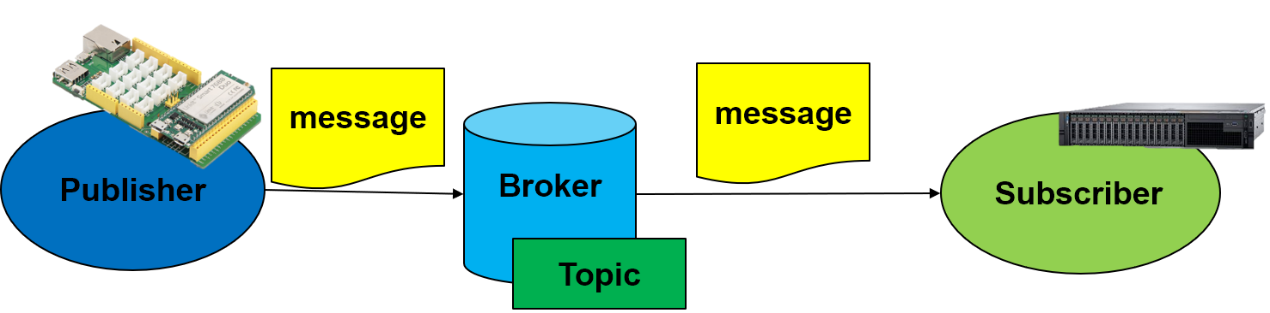 message
message
Publisher
Broker
Subscriber
Topic